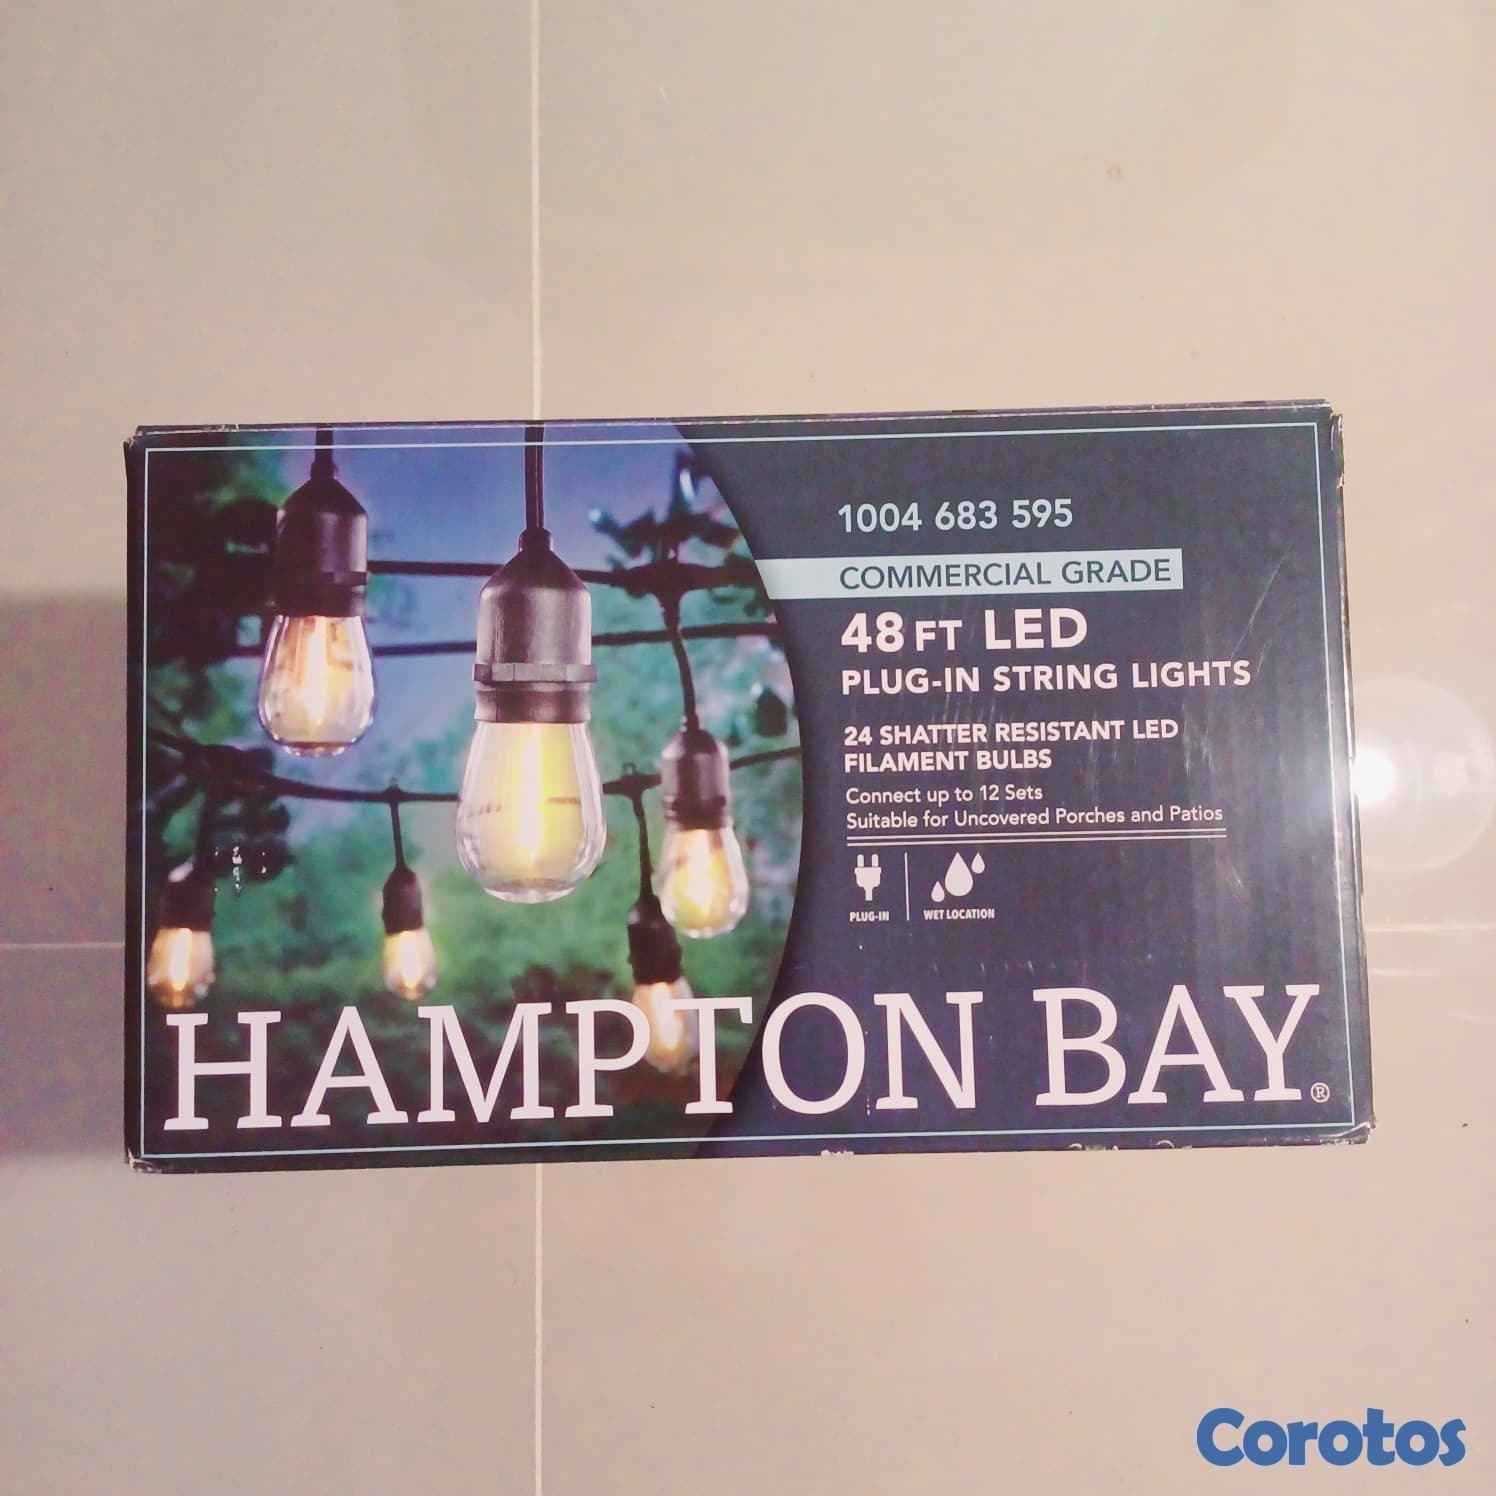 1004 683 595
COMMERCIAL GRADE
48 FT LED
PLUG-IN STRING LIGHTS
24 SHATTER RESISTANT LED
FILAMENT BULBS
Connect up to 12 Sets
Suitable for Uncovered Porches and Patios
PLUG-IN
WET LOCATION
HAMPTON BAY®
Corotos